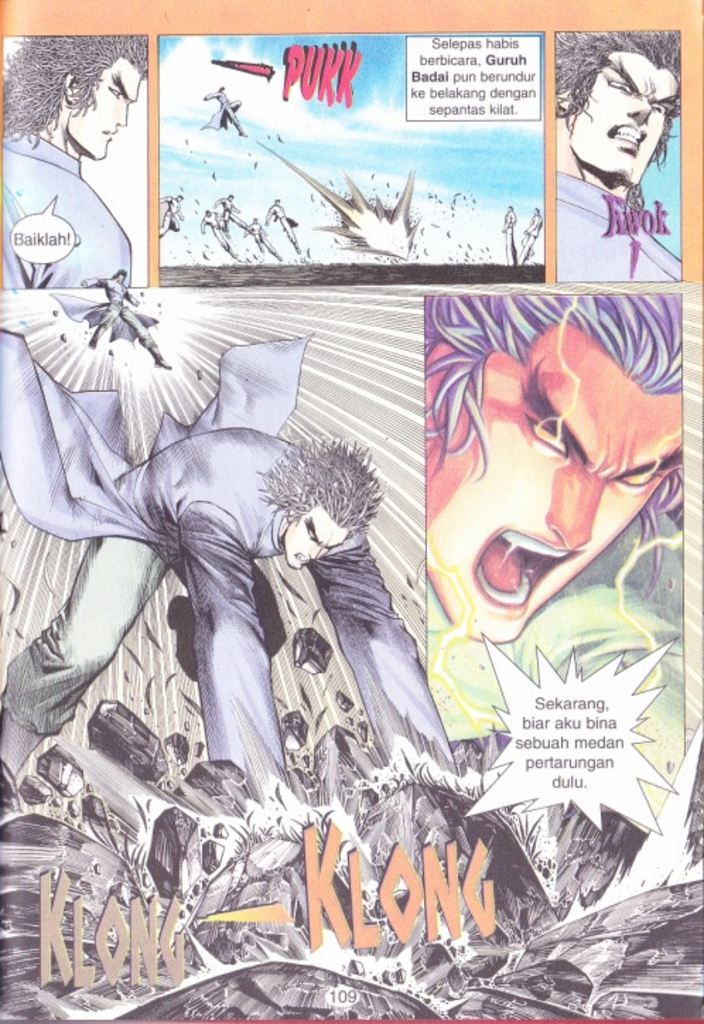 Baiklah!
PUKK
Selepas habis
berbicara, Guruh
Badai pun berundur
ke belakang dengan
sepantas kilat.
Kwok
Sekarang,
biar aku bina
sebuah medan
pertarungan
dulu.
KLONG
KLONG
109